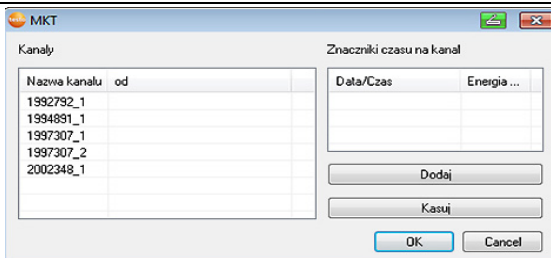 MKT
Kanały
Nazwa kanału od
1992792_1
1994891_1
1997307_1
1997307_2
2002348_1
Znaczniki czasu na kanał
Data/Czas Energia ...
Dodaj
Kasuj
OK Cancel